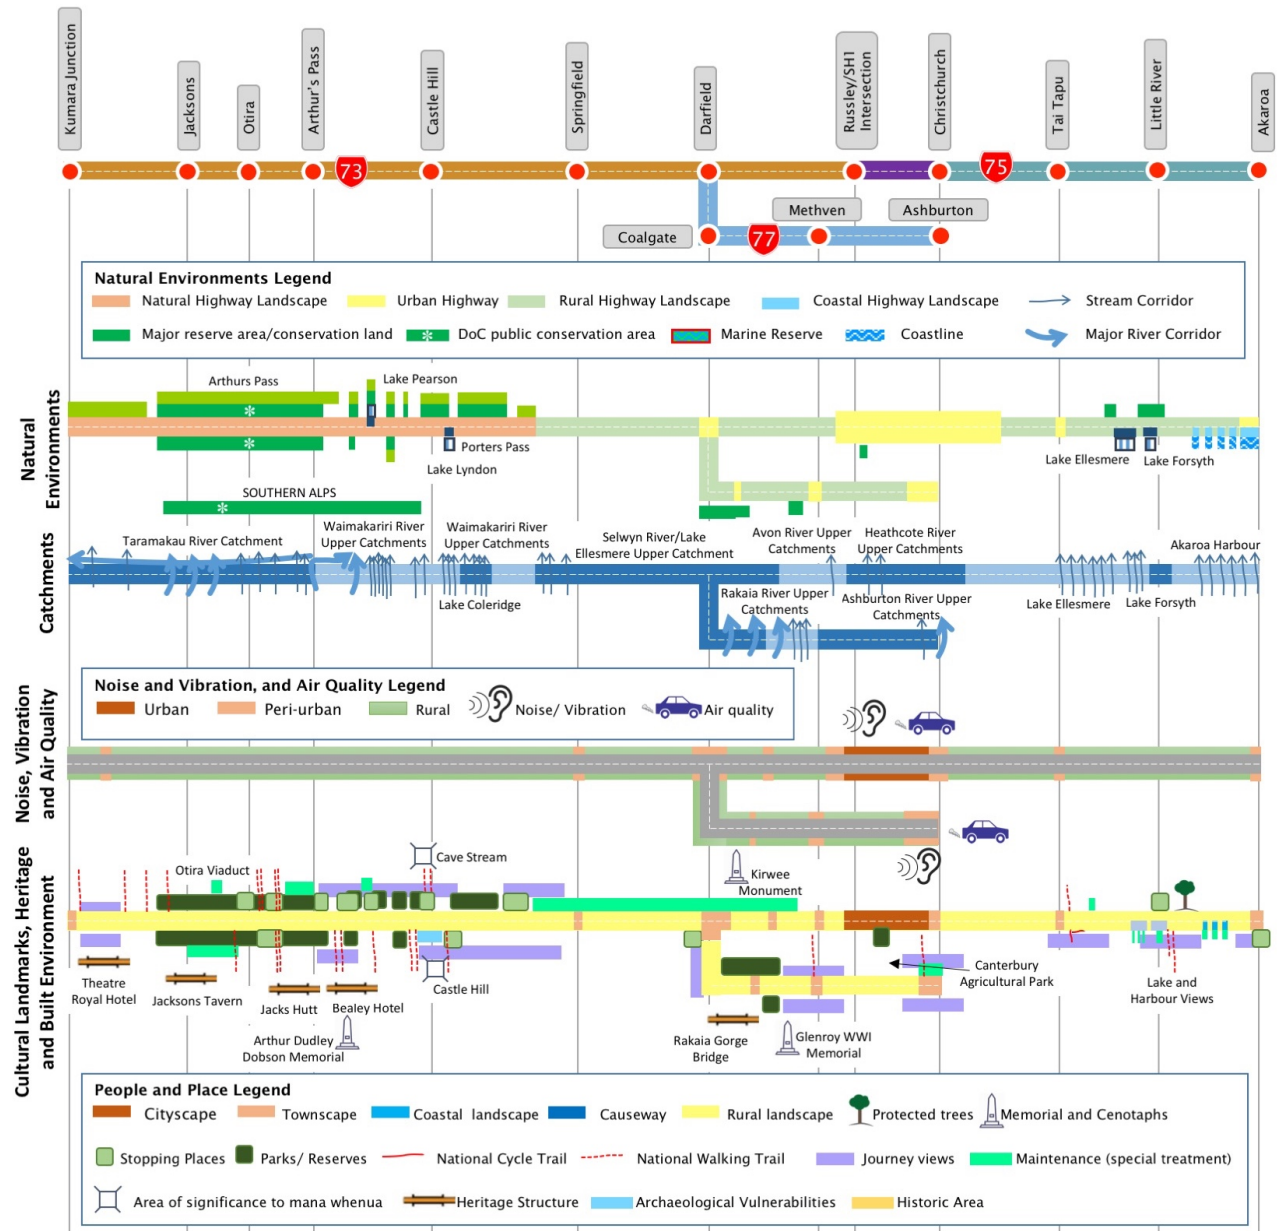 Kumara Junction
Jacksons
Otira
Arthur's Pass
Castle Hill
Springfield
Darfield
Russley/SH1
Intersection
Christchurch
Tai Tapu
Little River
Akaroa
73
75
Coalgate
77
Methven
Ashburton
Natural Environments Legend
Natural Highway Landscape
Urban Highway
Rural Highway Landscape
Coastal Highway Landscape
Stream Corridor
Major reserve area/conservation land
DoC public conservation area
Marine Reserve
Coastline
Major River Corridor
Natural
Environments
Arthurs Pass
Lake Pearson
Porters Pass
Lake Lyndon
Lake Ellesmere
Lake Forsyth
SOUTHERN ALPS
Catchments
Taramakau River Catchment
Waimakariri River
Upper Catchments
Waimakariri River
Upper Catchments
Selwyn River/Lake
Ellesmere Upper Catchment
Avon River Upper
Catchments
Heathcote River
Upper Catchments
Akaroa Harbour
Lake Coleridge
Rakaia River Upper
Catchments
Ashburton River Upper
Catchments
Lake Ellesmere
Lake Forsyth
Noise, Vibration
and Air Quality
Noise and Vibration, and Air Quality Legend
Urban
Peri-urban
Rural
Noise/ Vibration
Air quality
Cultural Landmarks, Heritage
and Built Environment
Otira Viaduct
Cave Stream
Kirwee
Monument
Theatre
Royal Hotel
Jacksons Tavern
Jacks Hutt
Bealey Hotel
Castle Hill
Arthur Dudley
Dobson Memorial
Rakaia Gorge
Bridge
Glenroy WWI
Memorial
Canterbury
Agricultural Park
Lake and
Harbour Views
People and Place Legend
Cityscape
Townscape
Coastal landscape
Causeway
Rural landscape
Protected trees
Memorial and Cenotaphs
Stopping Places
Parks/ Reserves
National Cycle Trail
National Walking Trail
Journey views
Maintenance (special treatment)
Area of significance to mana whenua
Heritage Structure
Archaeological Vulnerabilities
Historic Area